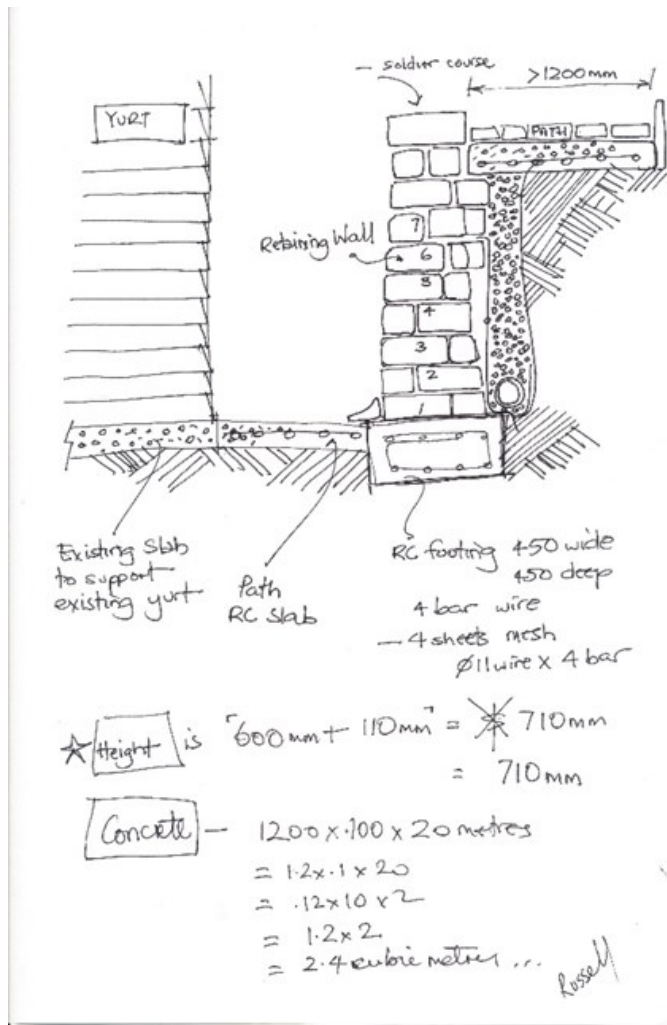 — soldier course
>1200mm
YURT
PATH
7
Retaining Wall
6
5
4
3
2
1
Existing Slab
to support
existing yurt
Path
RC Slab
RC footing 450 wide
450 deep
4 bar wire
— 4 sheets mesh
Ø11 wire x 4 bar
☆ Height is "600mm + 110mm" = 710mm
= 710mm
Concrete — 1200 x .100 x 20 metres
= 1.2 x .1 x 20
= .12 x 10 x 2
= 1.2 x 2
= 2.4 cubic metres ...
Rossell